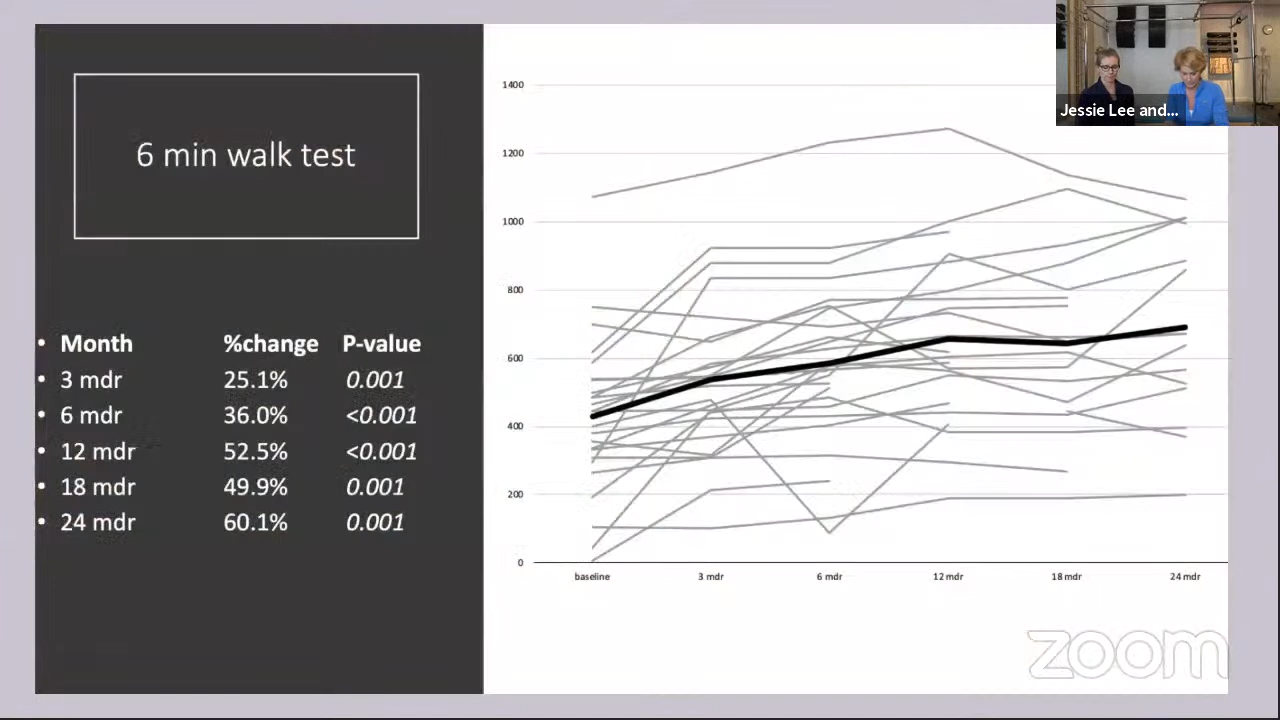 6 min walk test
• Month %change P-value
• 3 mdr 25.1% 0.001
• 6 mdr 36.0% <0.001
• 12 mdr 52.5% <0.001
• 18 mdr 49.9% 0.001
• 24 mdr 60.1% 0.001
1400
1200
1000
800
600
400
200
0
baseline 3 mdr 6 mdr 12 mdr 18 mdr 24 mdr
Jessie Lee and...
zoom